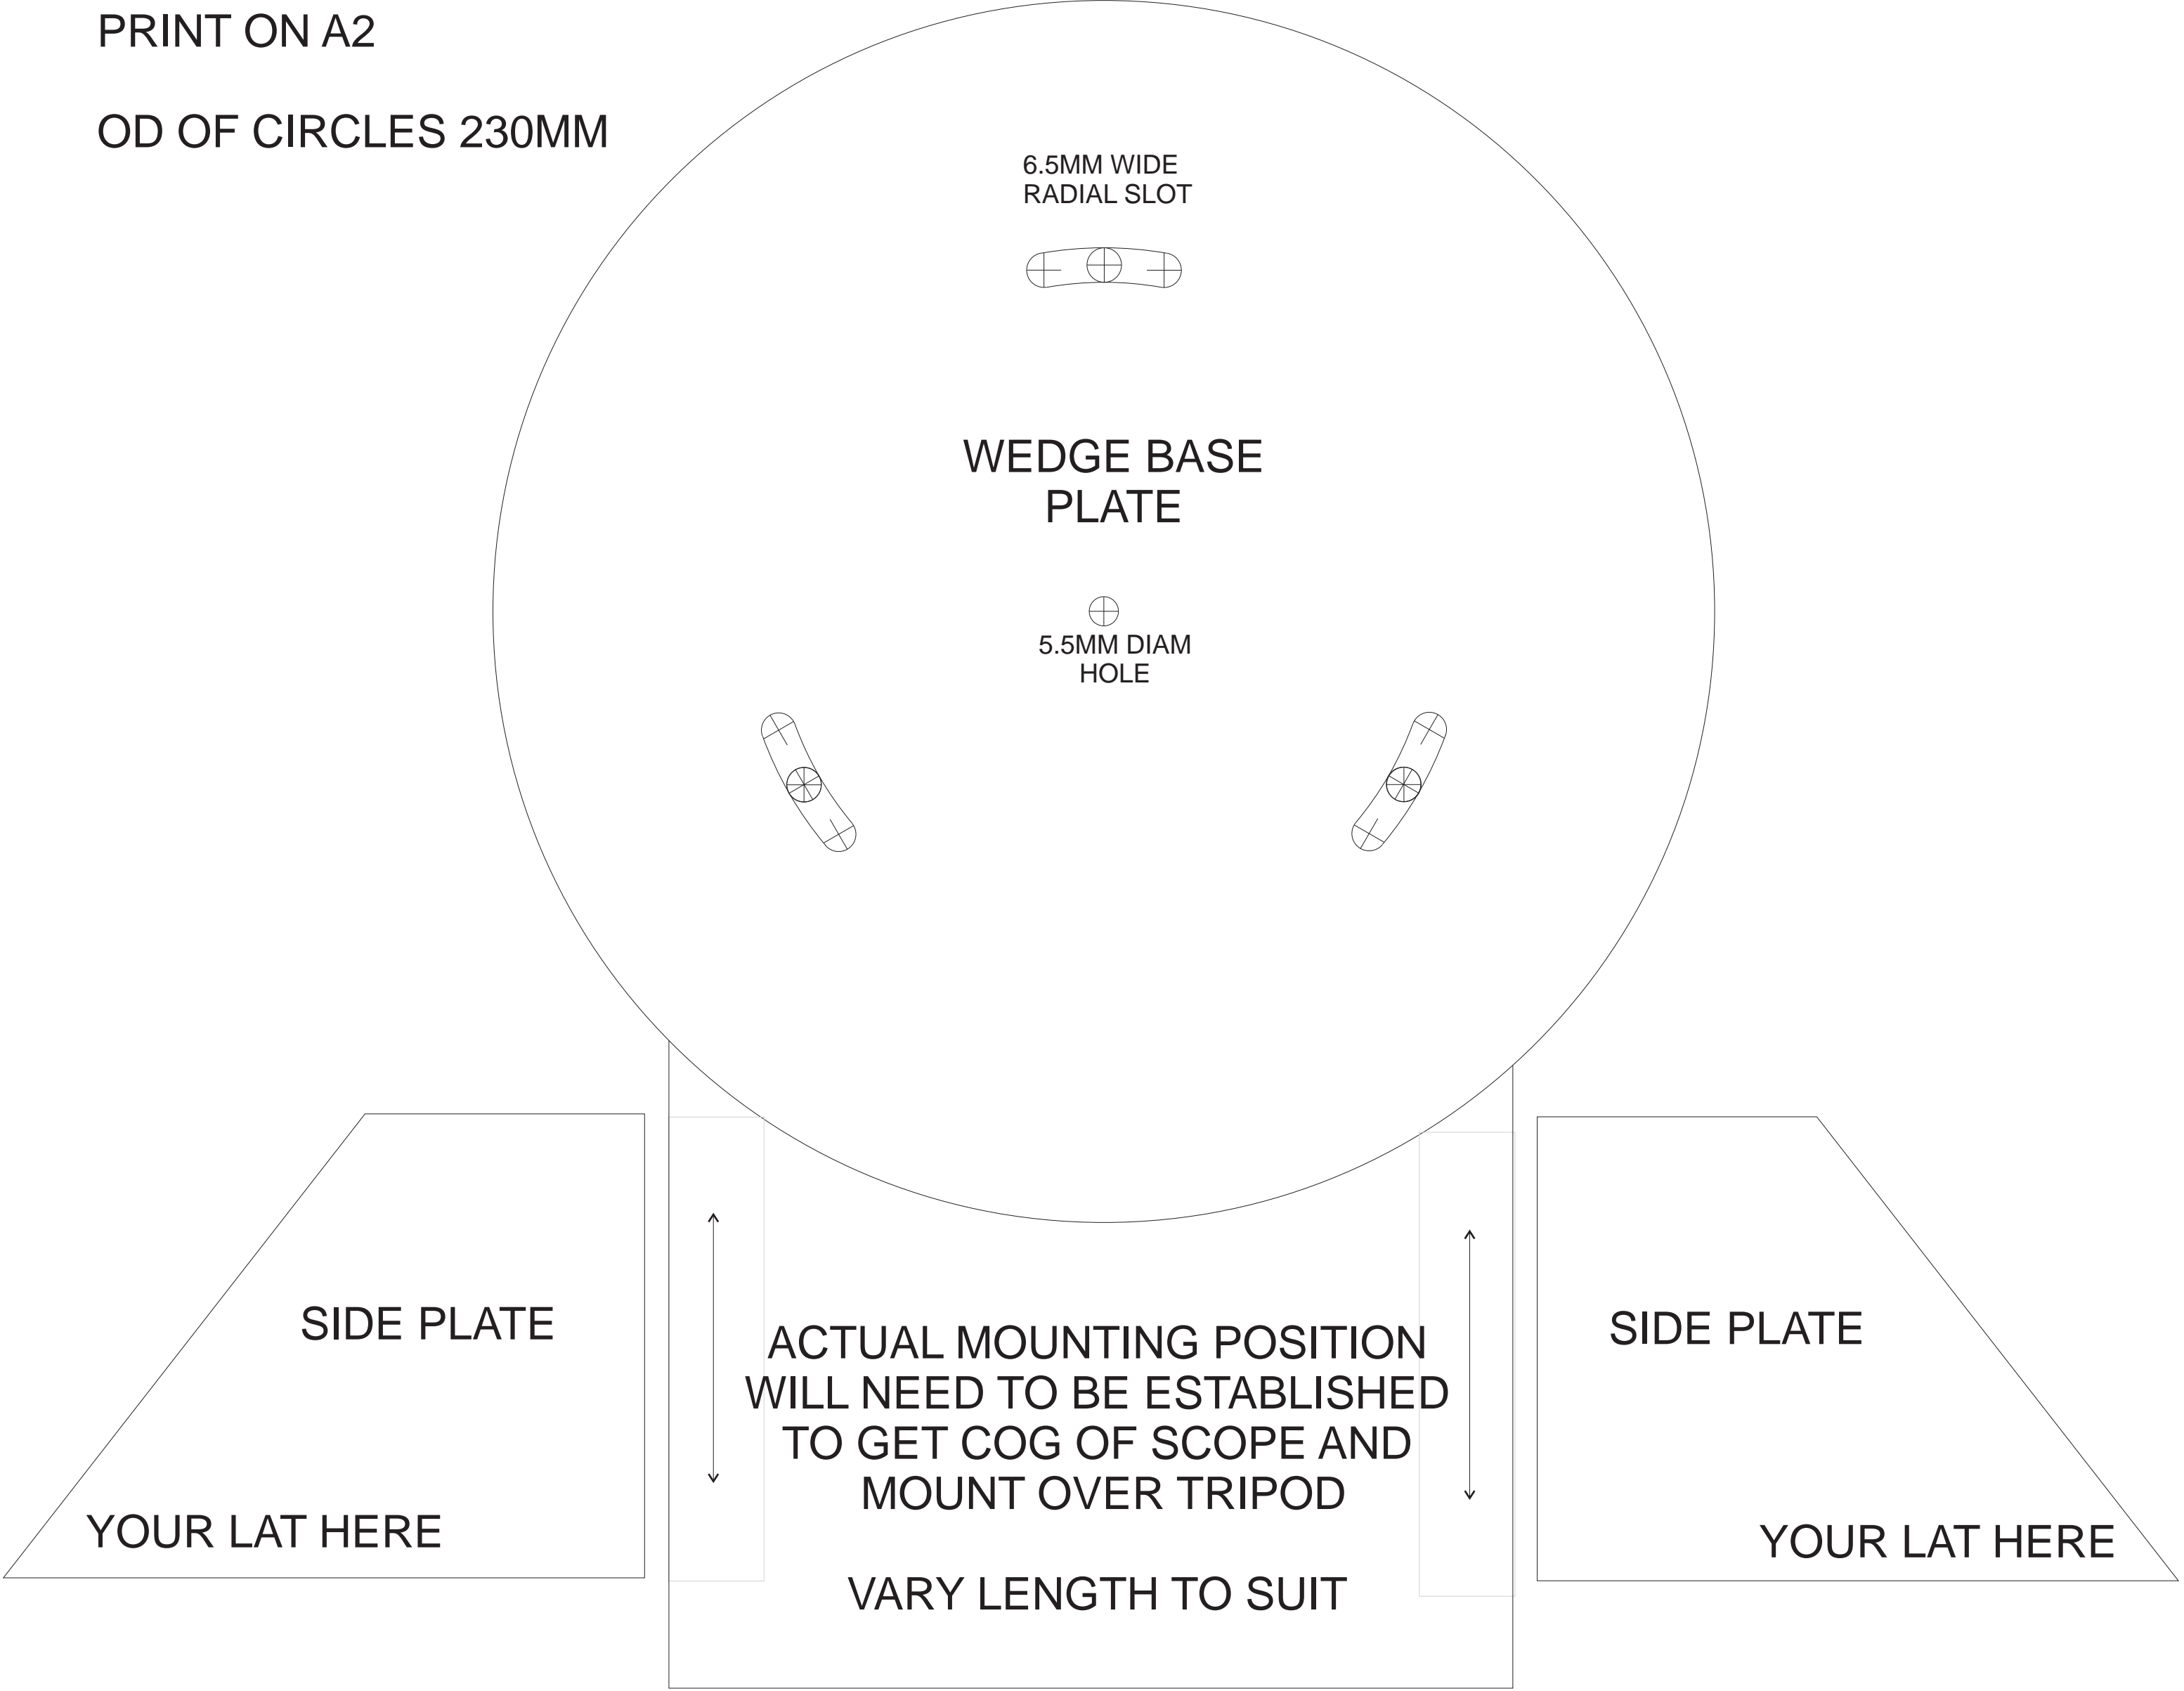 PRINT ON A2
OD OF CIRCLES 230MM
6.5MM WIDE
RADIAL SLOT
WEDGE BASE
PLATE
5.5MM DIAM
HOLE
SIDE PLATE
YOUR LAT HERE
ACTUAL MOUNTING POSITION
WILL NEED TO BE ESTABLISHED
TO GET COG OF SCOPE AND
MOUNT OVER TRIPOD
VARY LENGTH TO SUIT
SIDE PLATE
YOUR LAT HERE